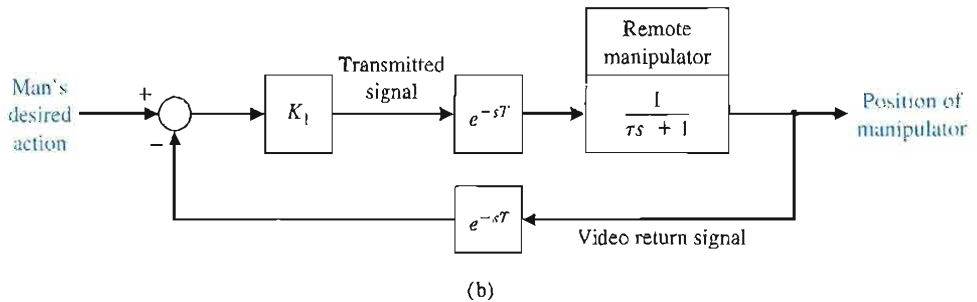 Remote
manipulator
Transmitted
signal
Man's
desired
action
+
−
K₁
e⁻ˢᵀ
1
τs + 1
Position of
manipulator
e⁻ˢᵀ
Video return signal
(b)